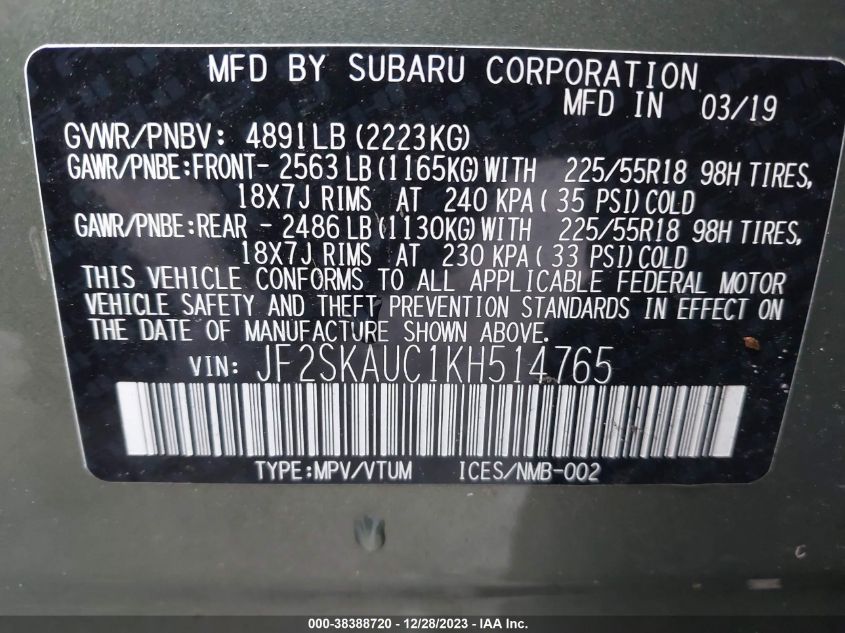 MFD BY SUBARU CORPORATION
MFD IN 03/19
GVWR/PNBV: 4891LB (2223KG)
GAWR/PNBE:FRONT- 2563 LB (1165KG) WITH 225/55R18 98H TIRES,
18X7J RIMS AT 240 KPA ( 35 PSI) COLD
GAWR/PNBE:REAR - 2486 LB (1130KG) WITH 225/55R18 98H TIRES,
18X7J RIMS AT 230 KPA ( 33 PSI) COLD
THIS VEHICLE CONFORMS TO ALL APPLICABLE FEDERAL MOTOR
VEHICLE SAFETY AND THEFT PREVENTION STANDARDS IN EFFECT ON
THE DATE OF MANUFACTURE SHOWN ABOVE.
VIN: JF2SKAUC1KH514765
TYPE:MPV/VTUM ICES/NMB-002
000-38388720 - 12/28/2023 - IAA Inc.